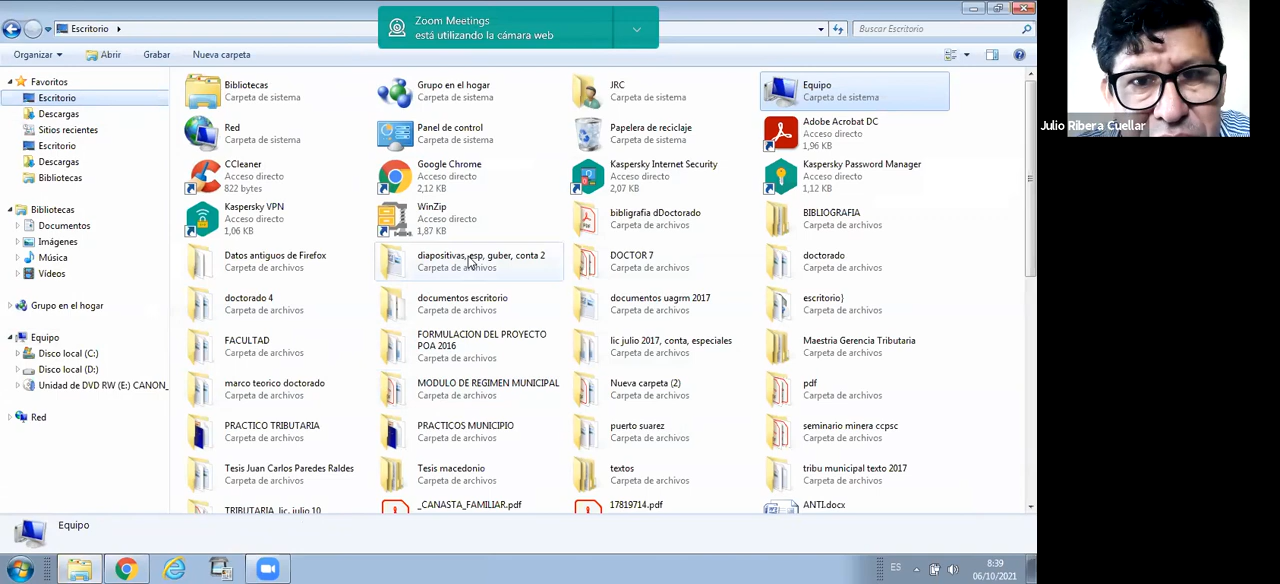 Escritorio
Zoom Meetings
está utilizando la cámara web
Buscar Escritorio
Organizar
Abrir
Grabar
Nueva carpeta
Favoritos
Escritorio
Descargas
Sitios recientes
Escritorio
Descargas
Bibliotecas
Bibliotecas
Documentos
Imágenes
Música
Vídeos
Grupo en el hogar
Equipo
Disco local (C:)
Disco local (D:)
Unidad de DVD RW (E:) CANON_
Red
Bibliotecas
Carpeta de sistema
Grupo en el hogar
Carpeta de sistema
JRC
Carpeta de sistema
Equipo
Carpeta de sistema
Red
Carpeta de sistema
Panel de control
Carpeta de sistema
Papelera de reciclaje
Carpeta de sistema
Adobe Acrobat DC
Acceso directo
1,96 KB
CCleaner
Acceso directo
822 bytes
Google Chrome
Acceso directo
2,12 KB
Kaspersky Internet Security
Acceso directo
2,07 KB
Kaspersky Password Manager
Acceso directo
1,12 KB
Kaspersky VPN
Acceso directo
1,06 KB
WinZip
Acceso directo
1,87 KB
bibligrafia dDoctorado
Carpeta de archivos
BIBLIOGRAFIA
Carpeta de archivos
Datos antiguos de Firefox
Carpeta de archivos
diapositivas, esp, guber, conta 2
Carpeta de archivos
DOCTOR 7
Carpeta de archivos
doctorado
Carpeta de archivos
doctorado 4
Carpeta de archivos
documentos escritorio
Carpeta de archivos
documentos uagrm 2017
Carpeta de archivos
escritorio}
Carpeta de archivos
FACULTAD
Carpeta de archivos
FORMULACION DEL PROYECTO
POA 2016
Carpeta de archivos
lic julio 2017, conta, especiales
Carpeta de archivos
Maestria Gerencia Tributaria
Carpeta de archivos
marco teorico doctorado
Carpeta de archivos
MODULO DE REGIMEN MUNICIPAL
Carpeta de archivos
Nueva carpeta (2)
Carpeta de archivos
pdf
Carpeta de archivos
PRACTICO TRIBUTARIA
Carpeta de archivos
PRACTICOS MUNICIPIO
Carpeta de archivos
puerto suarez
Carpeta de archivos
seminario minera ccpsc
Carpeta de archivos
Tesis Juan Carlos Paredes Raldes
Carpeta de archivos
Tesis macedonio
Carpeta de archivos
textos
Carpeta de archivos
tribu municipal texto 2017
Carpeta de archivos
TRIBUTARIA, lic, julio 10
_CANASTA_FAMILIAR.pdf
17819714.pdf
ANTI.docx
Equipo
ES
8:39
06/10/2021
Julio Ribera Cuellar